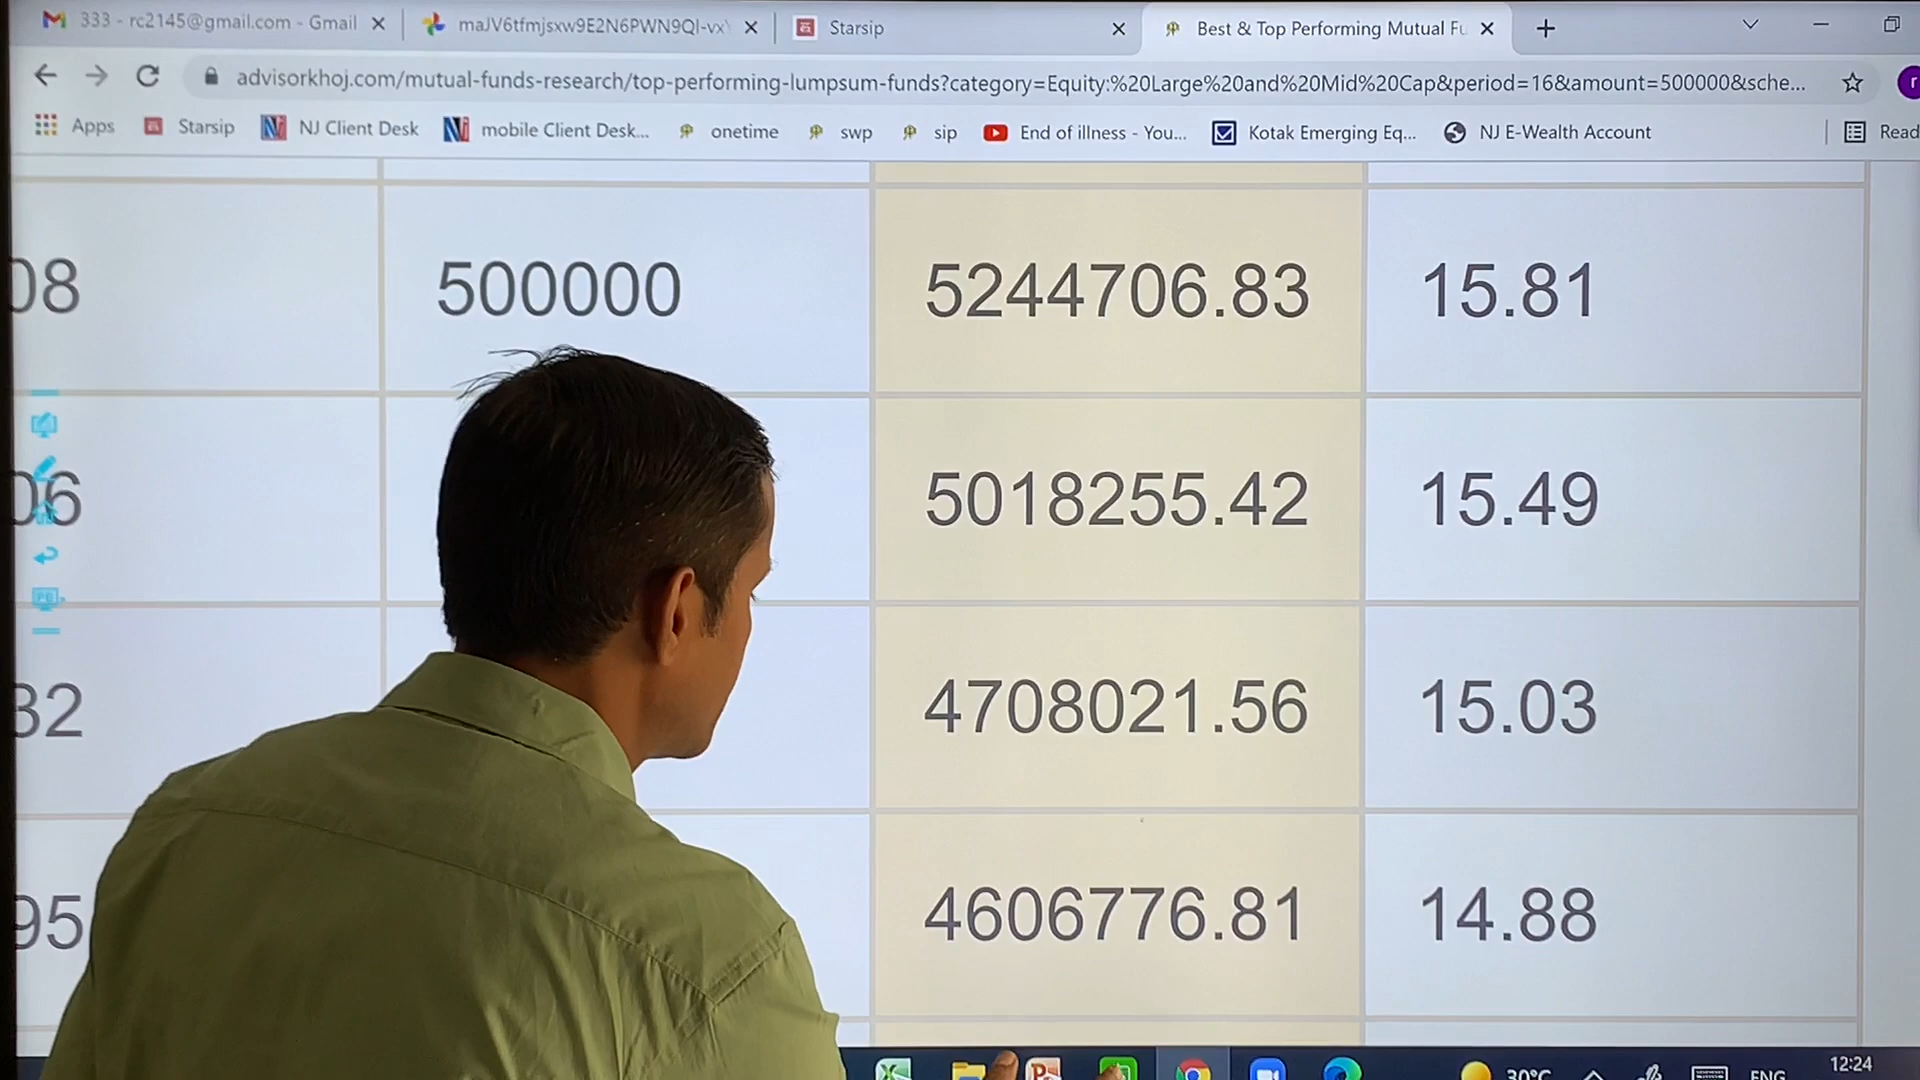 333 - rc2145@gmail.com - Gmail
maJV6tfmjsxw9E2N6PWN9QI-vx
Starsip
Best & Top Performing Mutual Fu
advisorkhoj.com/mutual-funds-research/top-performing-lumpsum-funds?category=Equity:%20Large%20and%20Mid%20Cap&period=16&amount=500000&sche...
r
Apps
Starsip
NJ Client Desk
mobile Client Desk...
onetime
swp
sip
End of illness - You...
Kotak Emerging Eq...
NJ E-Wealth Account
Read
08 500000 5244706.83 15.81
06 5018255.42 15.49
32 4708021.56 15.03
95 4606776.81 14.88
30°C
ENG
12:24